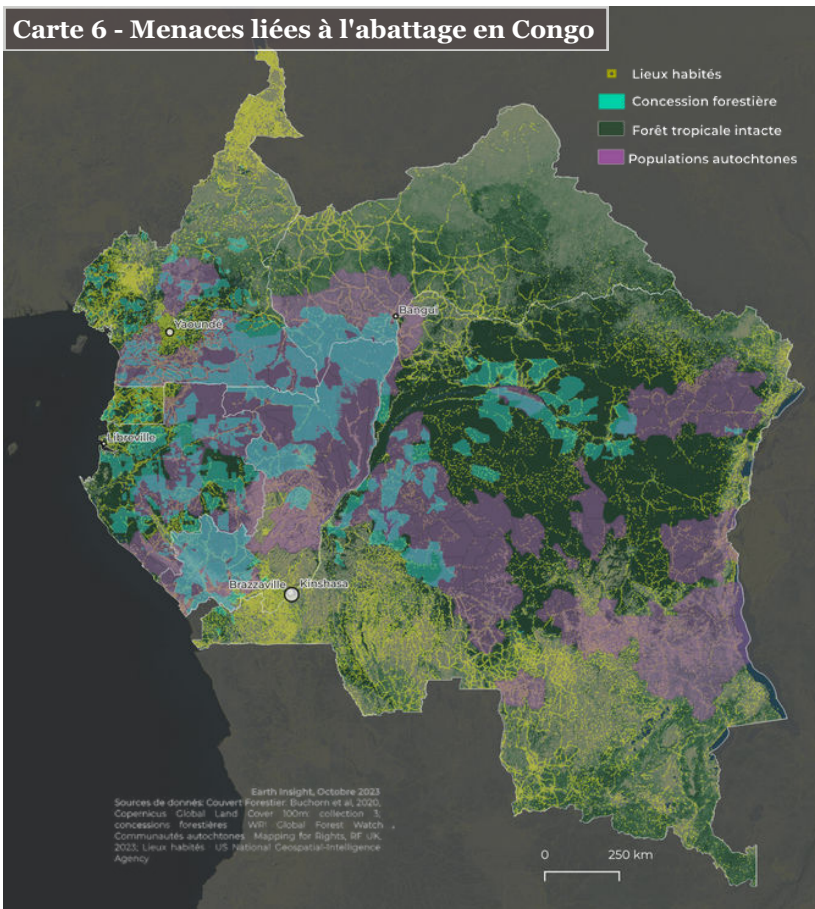 Carte 6 - Menaces liées à l'abattage en Congo
Lieux habités
Concession forestière
Forêt tropicale intacte
Populations autochtones
Bangui
Yaoundé
Libreville
Brazzaville Kinshasa
Earth Insight, Octobre 2023
Sources de donnés: Couvert Forestier: Buchorn et al, 2020,
Copernicus Global Land Cover 100m: collection 3;
concessions forestières WRI Global Forest Watch ,
Communautés autochtones Mapping for Rights, RF UK,
2023; Lieux habités US National Geospatial-Intelligence
Agency
0 250 km